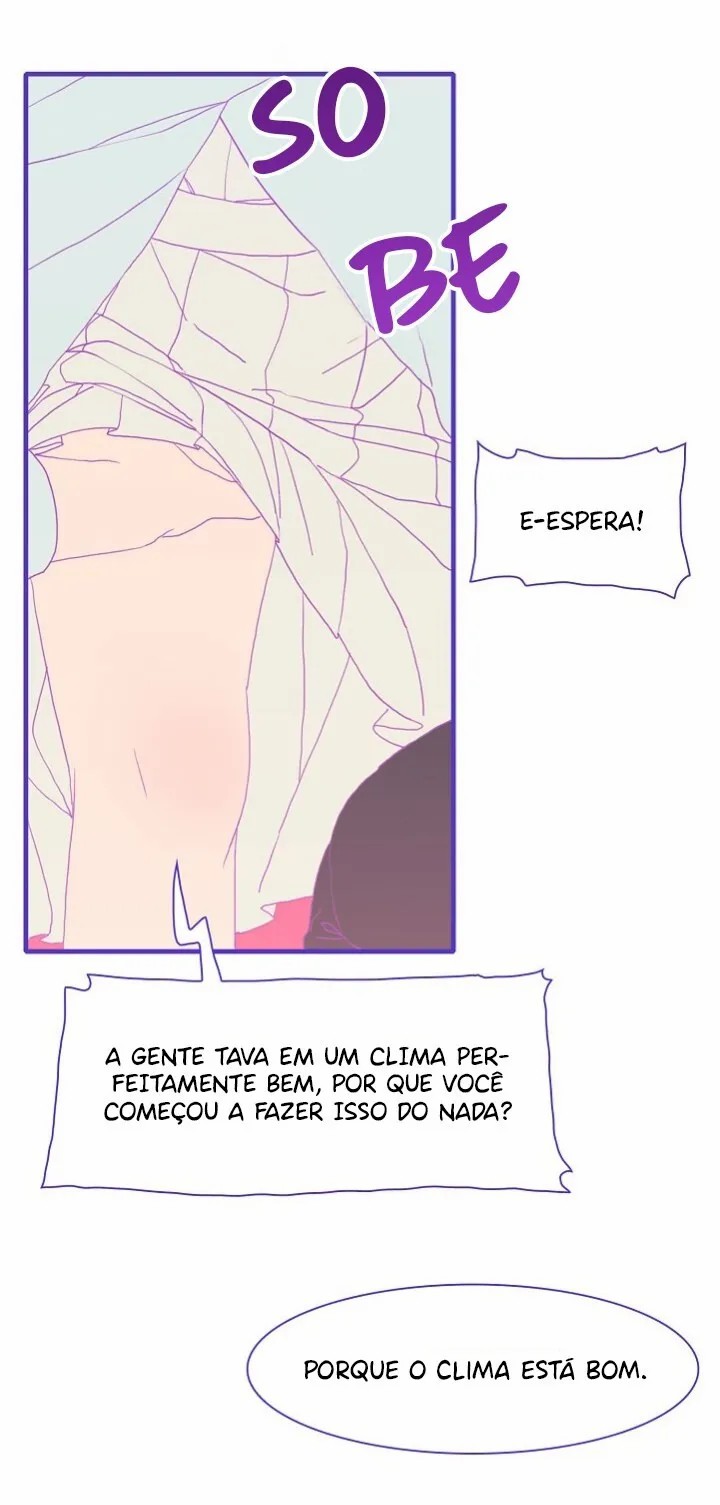 SO
BE
E-ESPERA!
A GENTE TAVA EM UM CLIMA PER-
FEITAMENTE BEM, POR QUE VOCÊ
COMEÇOU A FAZER ISSO DO NADA?
PORQUE O CLIMA ESTÁ BOM.